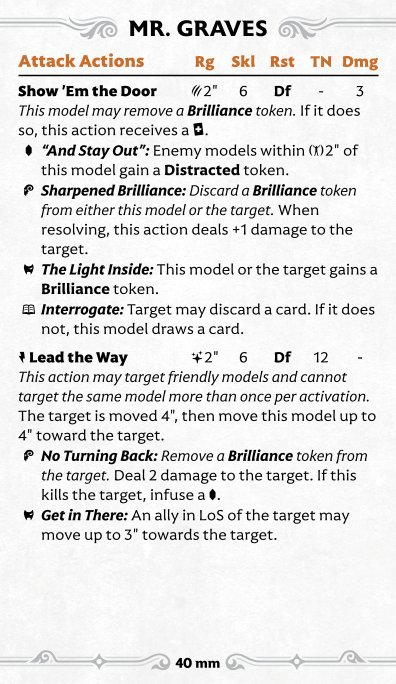 MR. GRAVES
Attack Actions Rg Skl Rst TN Dmg
Show ’Em the Door 2" 6 Df - 3
This model may remove a Brilliance token. If it does
so, this action receives a .
“And Stay Out”: Enemy models within 2" of
this model gain a Distracted token.
Sharpened Brilliance: Discard a Brilliance token
from either this model or the target. When
resolving, this action deals +1 damage to the
target.
The Light Inside: This model or the target gains a
Brilliance token.
Interrogate: Target may discard a card. If it does
not, this model draws a card.
Lead the Way 2" 6 Df 12 -
This action may target friendly models and cannot
target the same model more than once per activation.
The target is moved 4", then move this model up to
4" toward the target.
No Turning Back: Remove a Brilliance token from
the target. Deal 2 damage to the target. If this
kills the target, infuse a .
Get in There: An ally in LoS of the target may
move up to 3" towards the target.
40 mm